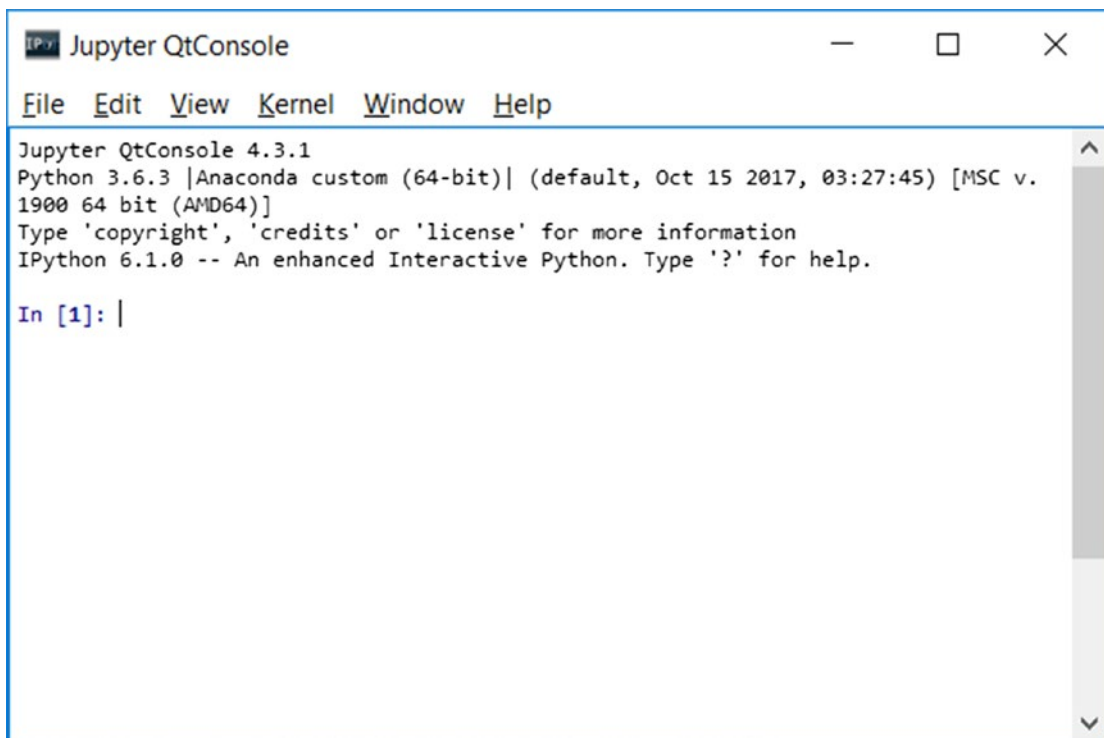 IP[y] Jupyter QtConsole
File Edit View Kernel Window Help
Jupyter QtConsole 4.3.1
Python 3.6.3 |Anaconda custom (64-bit)| (default, Oct 15 2017, 03:27:45) [MSC v.
1900 64 bit (AMD64)]
Type 'copyright', 'credits' or 'license' for more information
IPython 6.1.0 -- An enhanced Interactive Python. Type '?' for help.
In [1]: